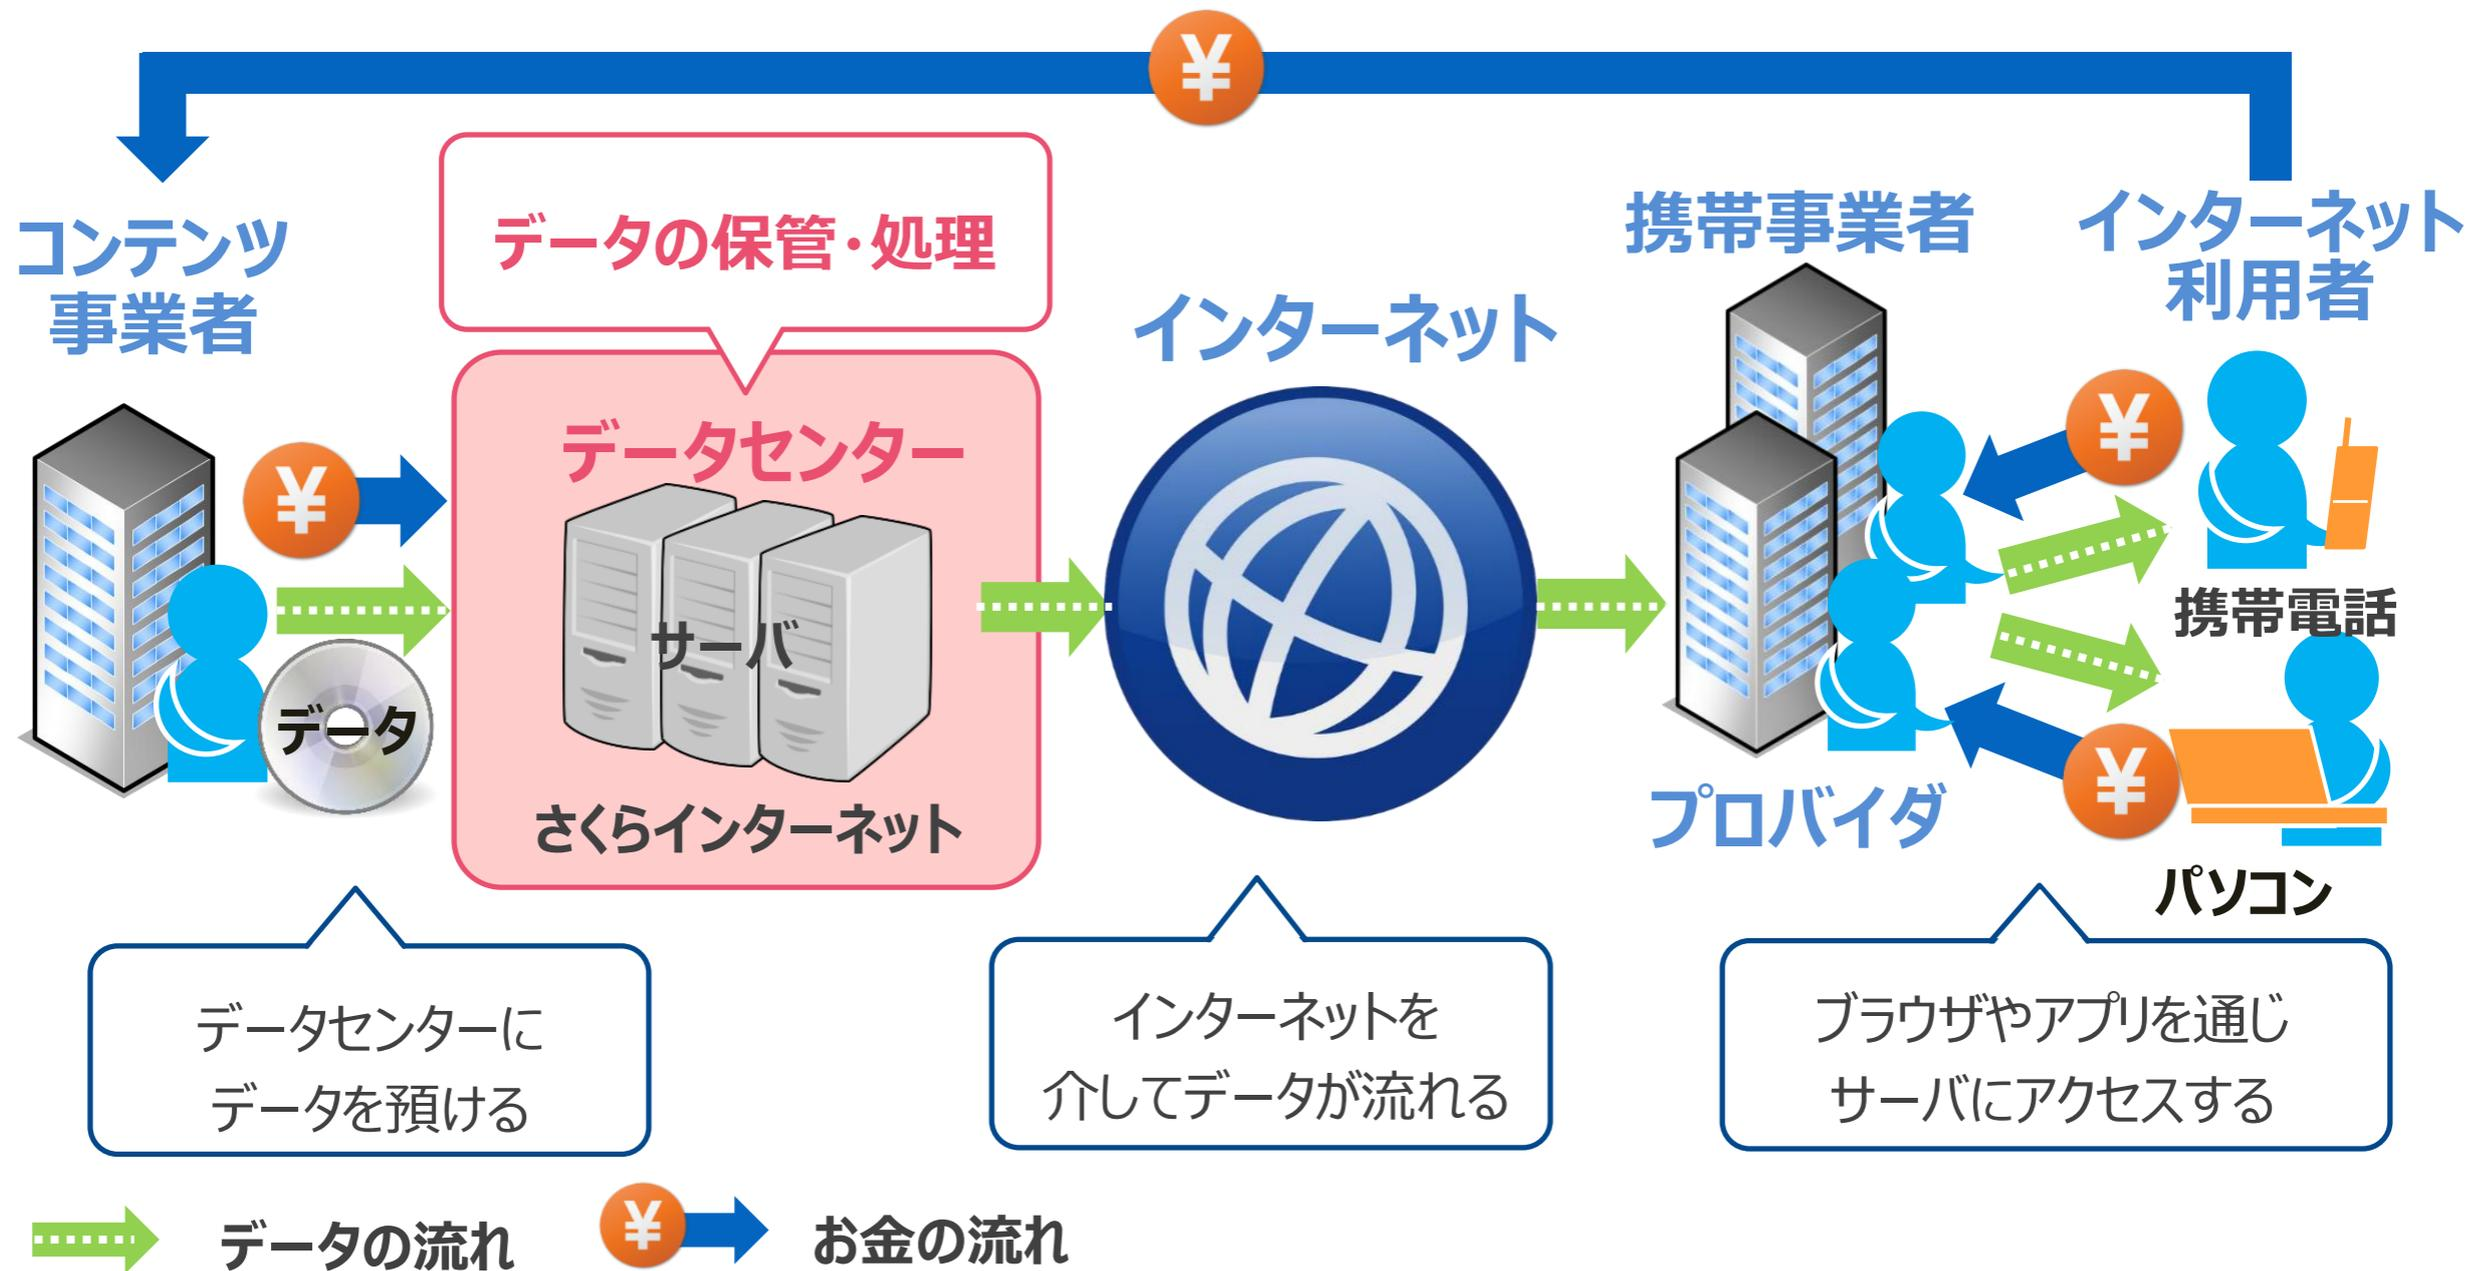 ¥
データの保管・処理
コンテンツ
事業者
携帯事業者
インターネット
利用者
インターネット
データセンター
¥
¥
サーバ
データ
携帯電話
さくらインターネット
プロバイダ
¥
パソコン
データセンターに
データを預ける
インターネットを
介してデータが流れる
ブラウザやアプリを通じ
サーバにアクセスする
データの流れ
¥
お金の流れ